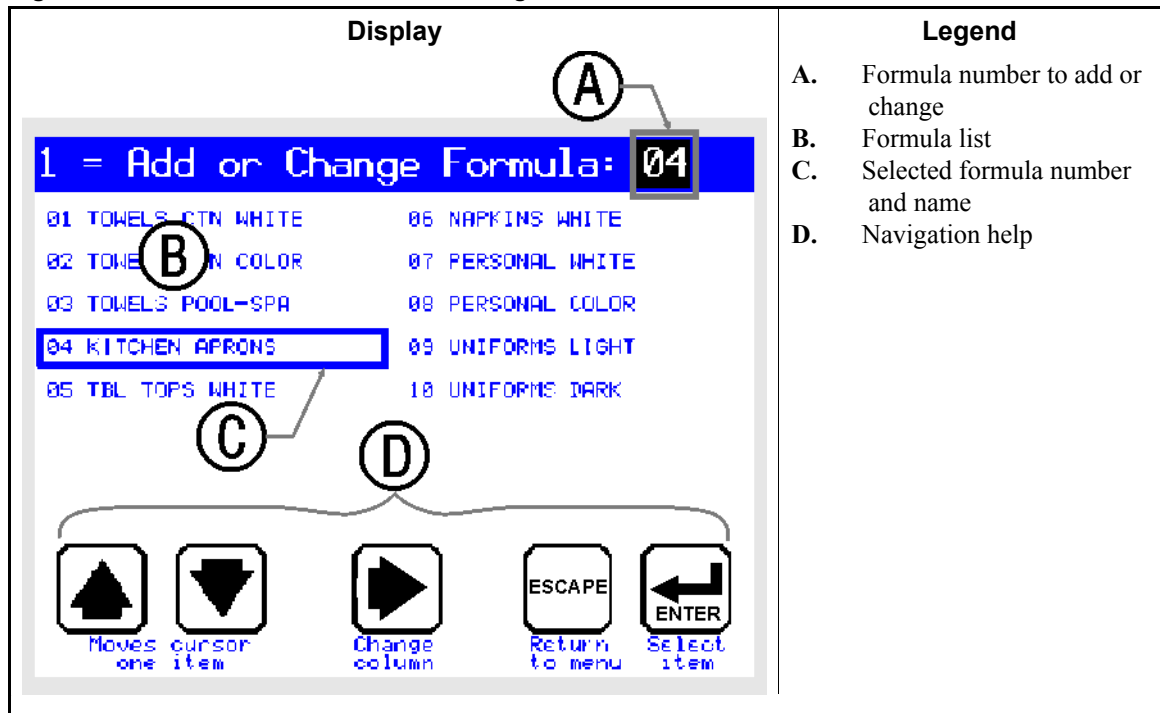 Display
A
1 = Add or Change Formula: 04
01 TOWELS CTN WHITE
02 TOWE N COLOR
03 TOWELS POOL-SPA
04 KITCHEN APRONS
05 TBL TOPS WHITE
B
06 NAPKINS WHITE
07 PERSONAL WHITE
08 PERSONAL COLOR
09 UNIFORMS LIGHT
10 UNIFORMS DARK
C
D
ESCAPE
ENTER
Moves cursor
one item
Change
column
Return
to menu
Select
item
Legend
A. Formula number to add or
change
B. Formula list
C. Selected formula number
and name
D. Navigation help